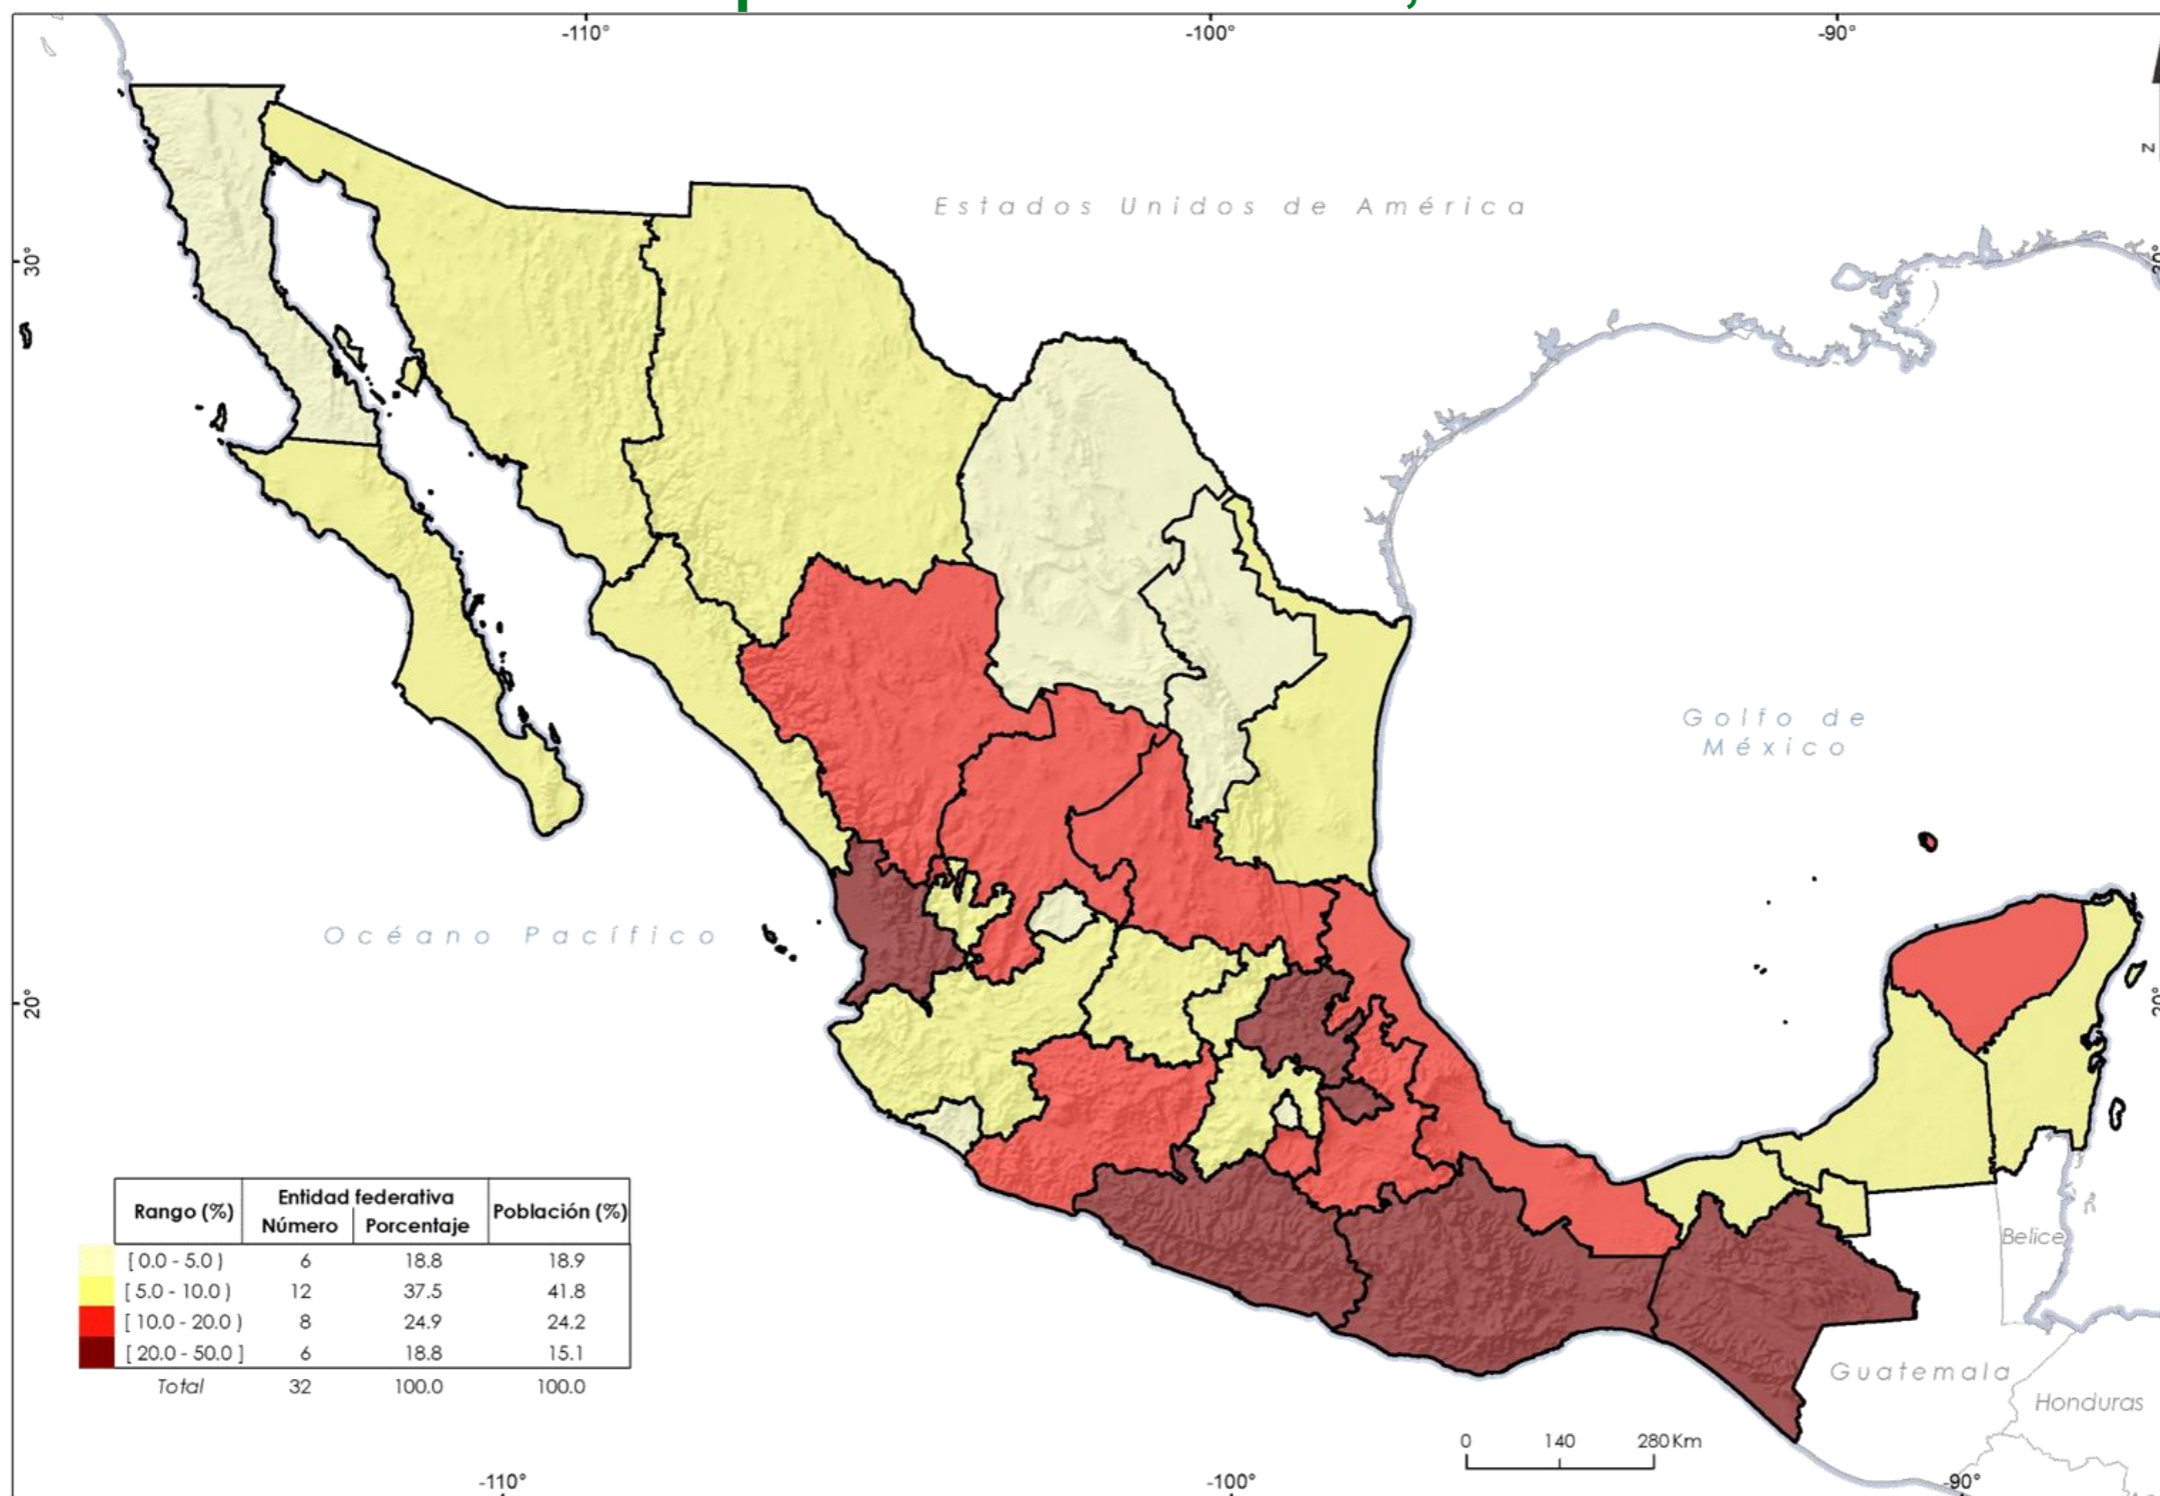 -110° -100° -90°
Estados Unidos de América
30° 30°
Z
Golfo de
México
Océano Pacífico
20° 20°
Rango (%) Entidad federativa Población (%)
Número Porcentaje
[ 0.0 - 5.0 ) 6 18.8 18.9
[ 5.0 - 10.0 ) 12 37.5 41.8
[ 10.0 - 20.0 ) 8 24.9 24.2
[ 20.0 - 50.0 ] 6 18.8 15.1
Total 32 100.0 100.0
Belice
Guatemala
Honduras
0 140 280 Km
-110° -100° -90°